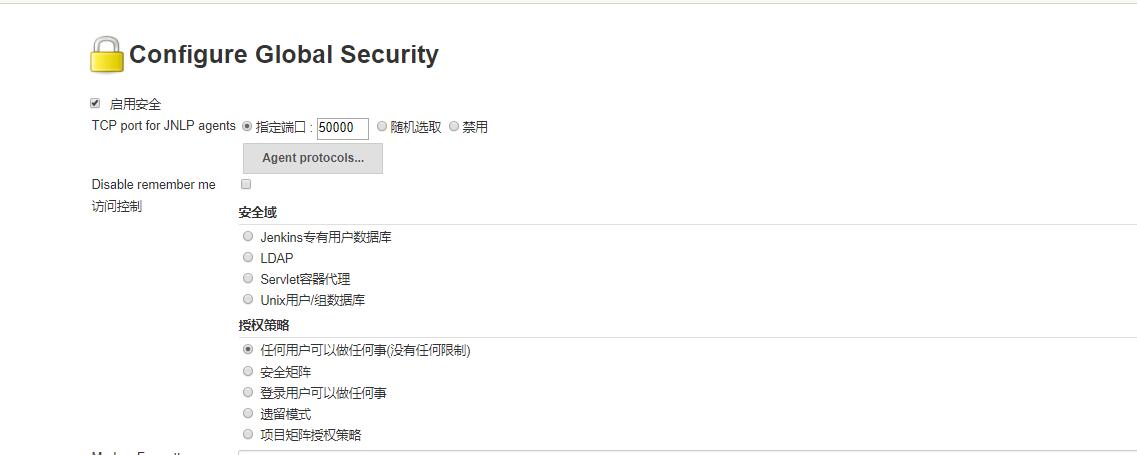 Configure Global Security
启用安全
TCP port for JNLP agents 指定端口 : 50000 随机选取 禁用
Agent protocols...
Disable remember me
访问控制
安全域
Jenkins专有用户数据库
LDAP
Servlet容器代理
Unix用户/组数据库
授权策略
任何用户可以做任何事(没有任何限制)
安全矩阵
登录用户可以做任何事
遗留模式
项目矩阵授权策略